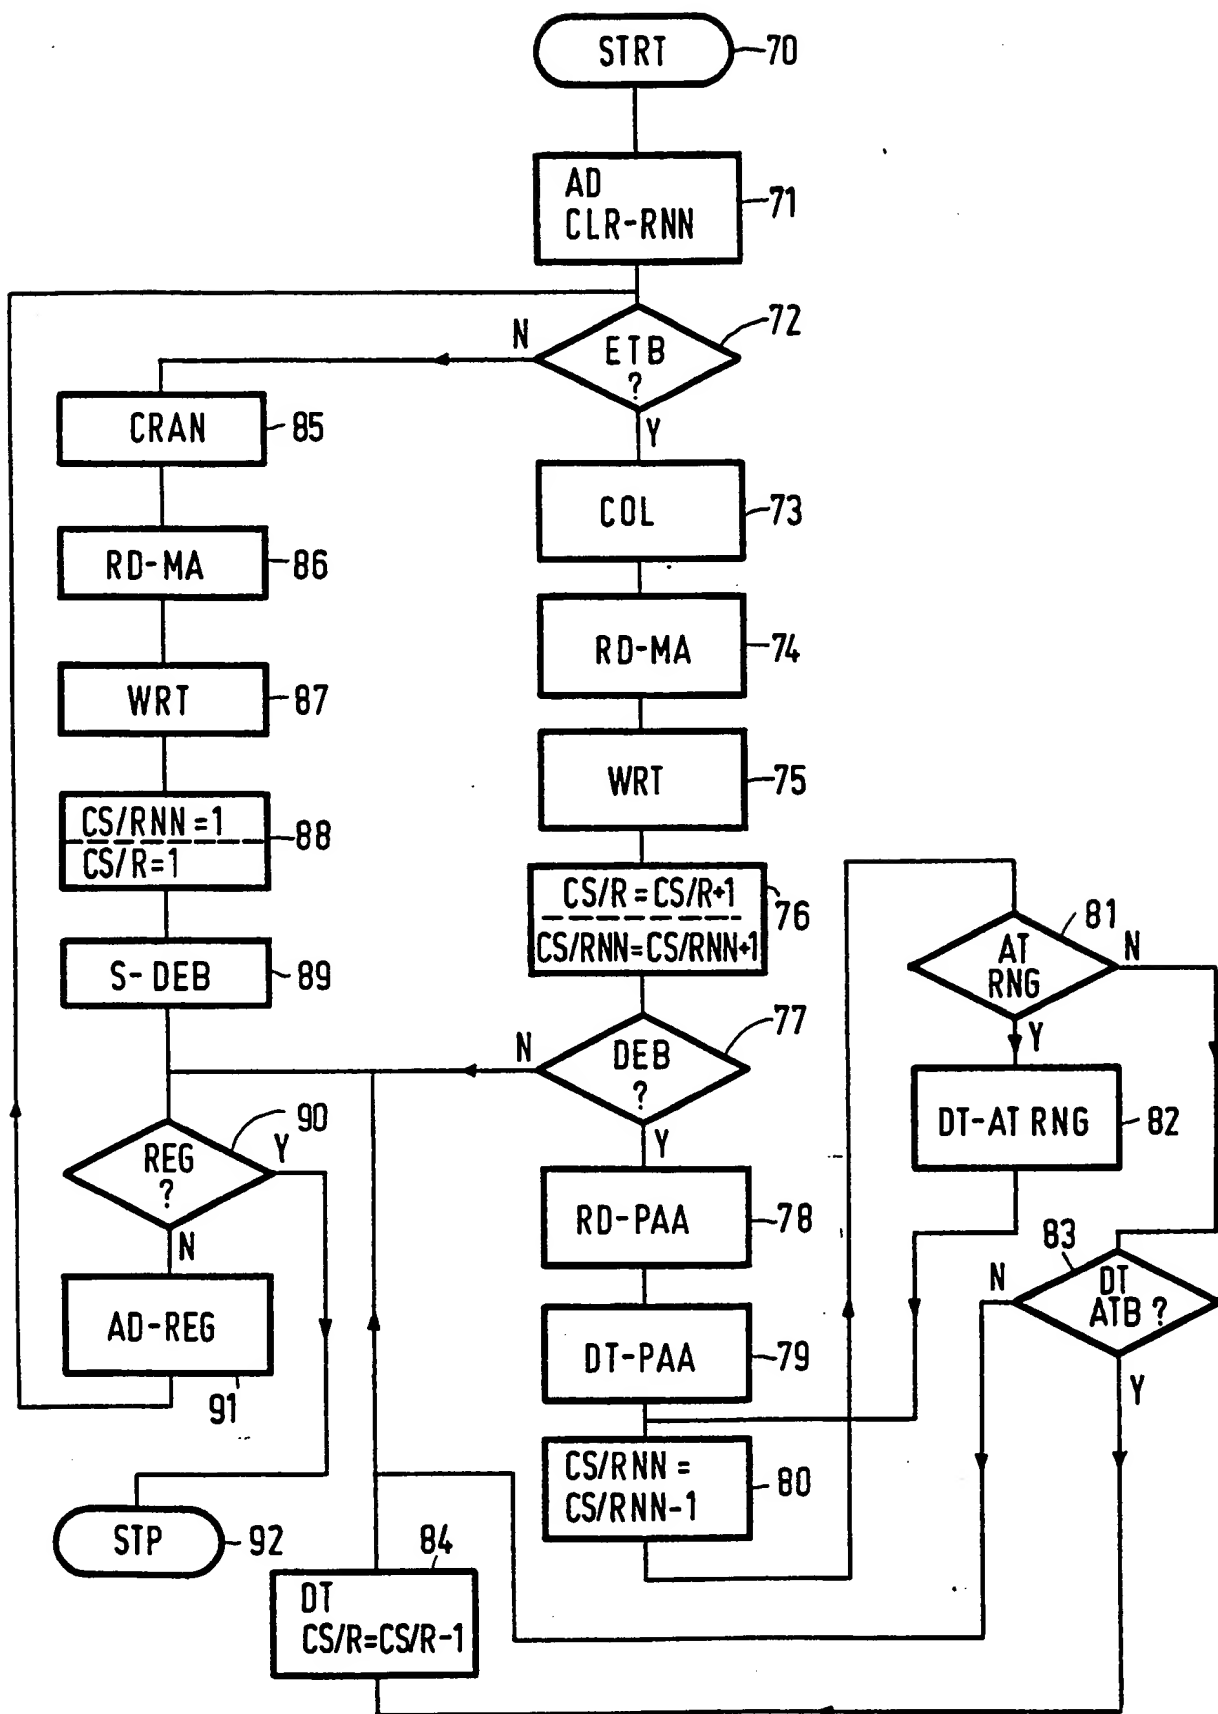 STRT
70
AD
CLR-RNN
71
ETB
?
72
N
Y
CRAN
85
COL
73
RD-MA
86
RD-MA
74
WRT
87
WRT
75
CS/RNN=1
CS/R=1
88
CS/R=CS/R+1
CS/RNN=CS/RNN+1
76
S-DEB
89
DEB
?
77
N
Y
AT
RNG
81
N
Y
DT-AT RNG
82
REG
?
90
Y
N
RD-PAA
78
AD-REG
91
DT-PAA
79
DT
ATB ?
83
N
Y
CS/RNN=
CS/RNN-1
80
STP
92
DT
CS/R=CS/R-1
84